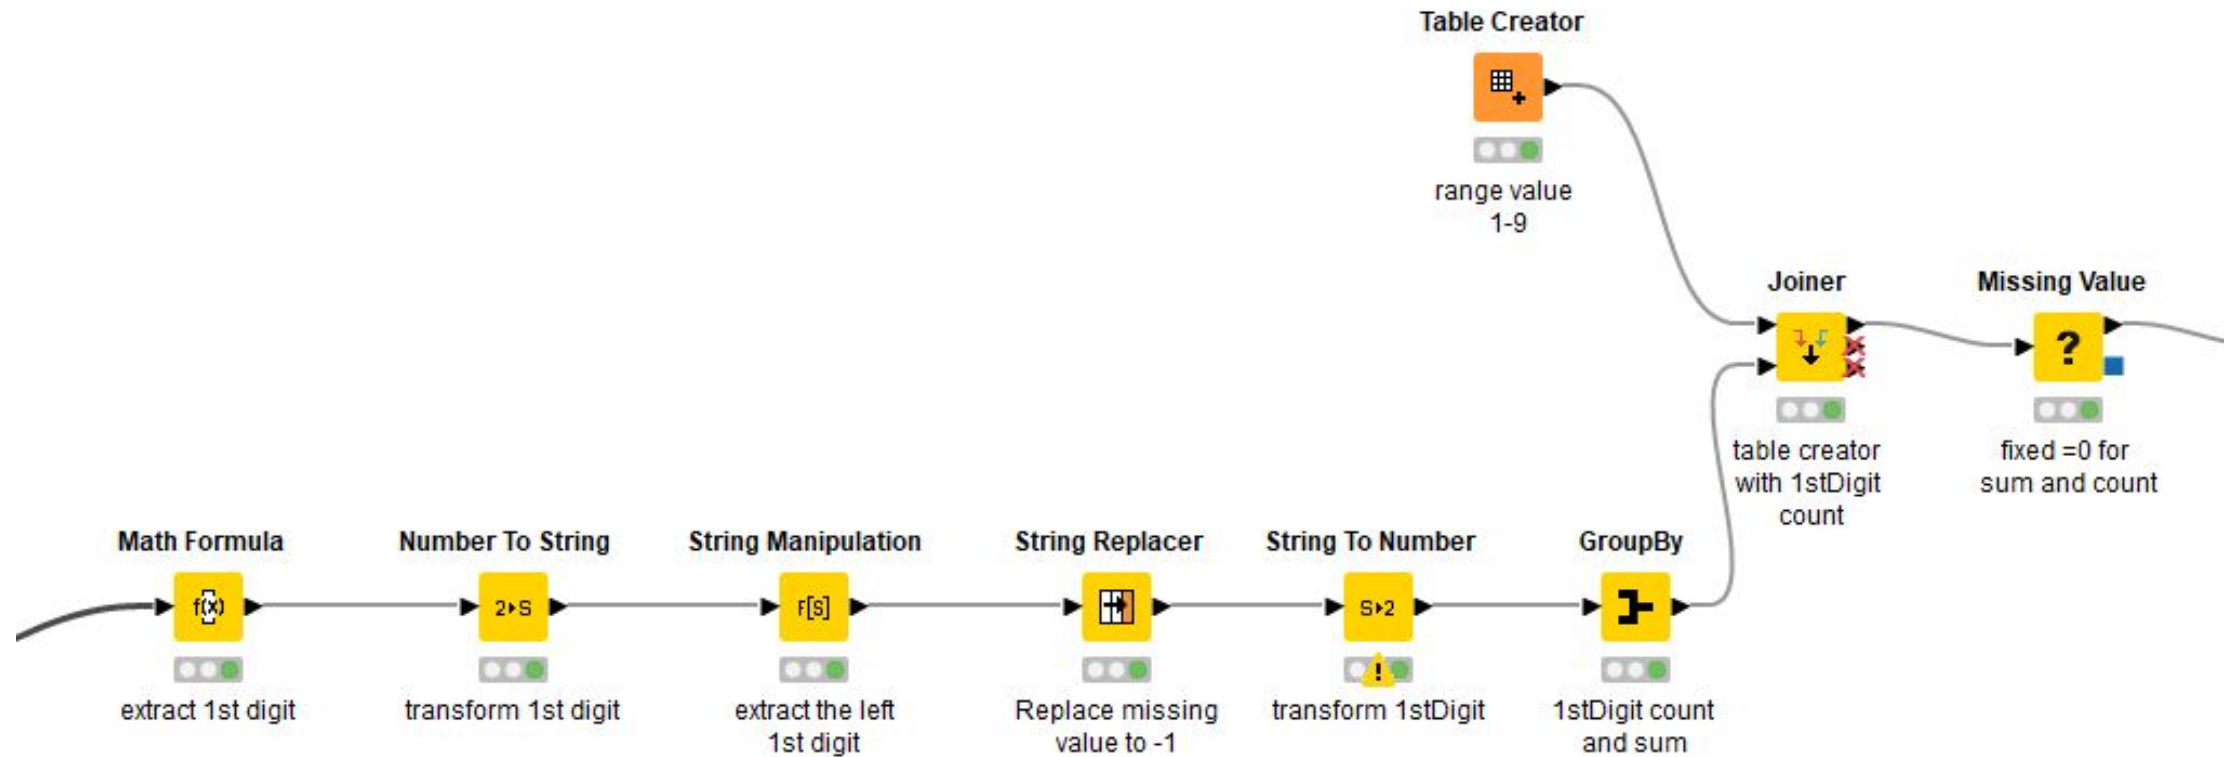 Table Creator
range value
1-9
Joiner
table creator
with 1stDigit
count
Missing Value
?
fixed =0 for
sum and count
Math Formula
f(x)
extract 1st digit
Number To String
2▸S
transform 1st digit
String Manipulation
F[S]
extract the left
1st digit
String Replacer
Replace missing
value to -1
String To Number
S▸2
!
transform 1stDigit
GroupBy
1stDigit count
and sum